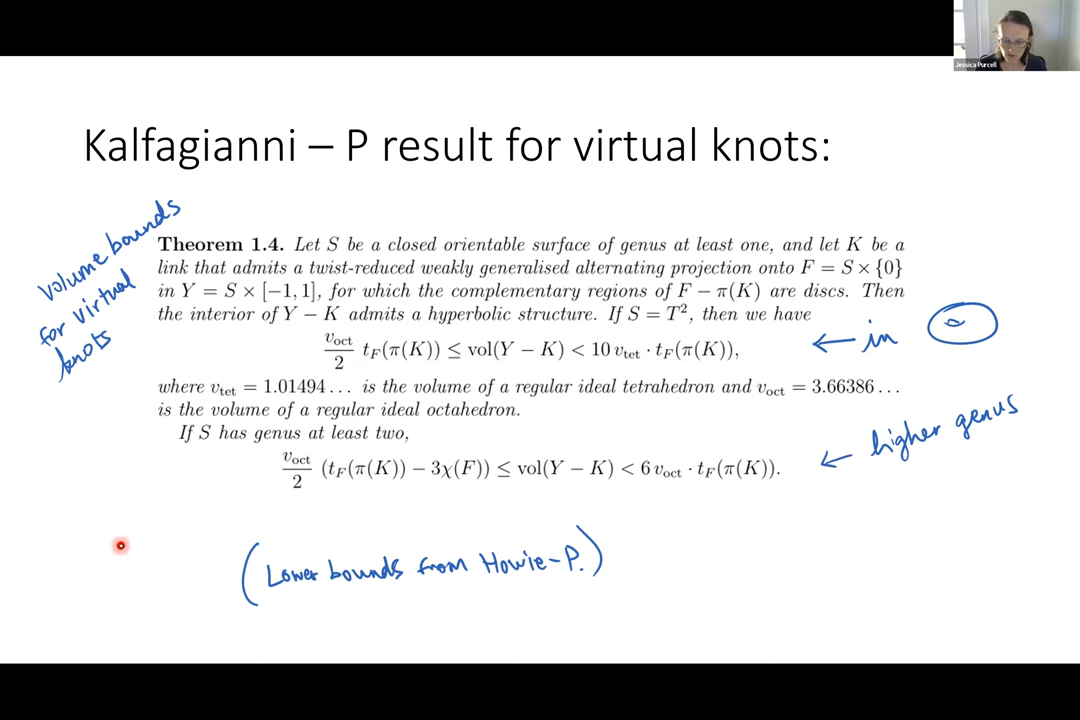 Jessica Purcell
Kalfagianni – P result for virtual knots:
volume bounds
for virtual
knots
Theorem 1.4. Let S be a closed orientable surface of genus at least one, and let K be a
link that admits a twist-reduced weakly generalised alternating projection onto F = S × {0}
in Y = S × [−1, 1], for which the complementary regions of F − π(K) are discs. Then
the interior of Y − K admits a hyperbolic structure. If S = T², then we have
v_oct/2 t_F(π(K)) ≤ vol(Y − K) < 10 v_tet · t_F(π(K)),
← in
where v_tet = 1.01494... is the volume of a regular ideal tetrahedron and v_oct = 3.66386...
is the volume of a regular ideal octahedron.
If S has genus at least two,
v_oct/2 (t_F(π(K)) − 3χ(F)) ≤ vol(Y − K) < 6 v_oct · t_F(π(K)).
← higher genus
(Lower bounds from Howie-P.)